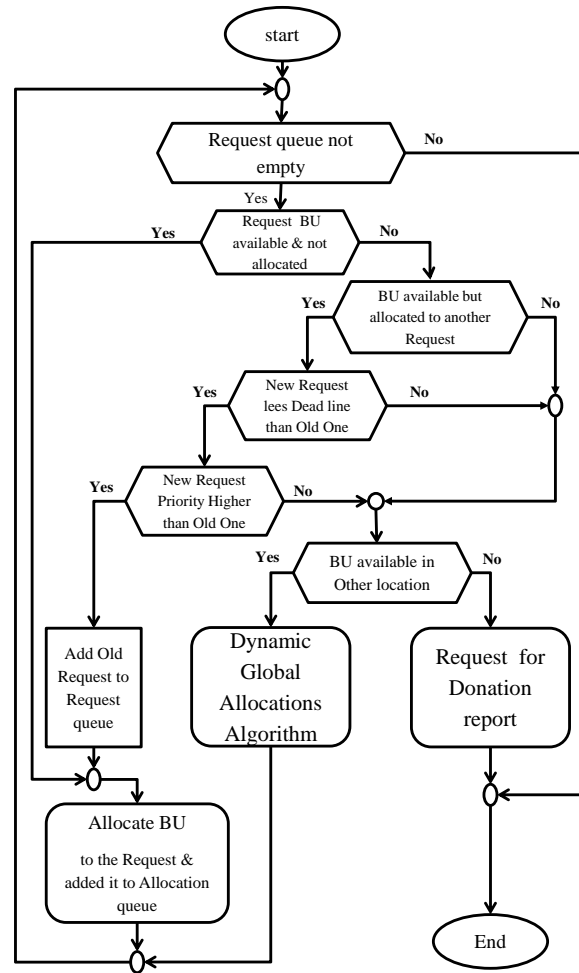 start
Request queue not
empty
No
Yes
Request BU
available & not
allocated
Yes
No
BU available but
allocated to another
Request
Yes
No
New Request
lees Dead line
than Old One
Yes
No
New Request
Priority Higher
than Old One
Yes
No
BU available in
Other location
Yes
No
Add Old
Request to
Request
queue
Dynamic
Global
Allocations
Algorithm
Request for
Donation
report
Allocate BU
to the Request &
added it to Allocation
queue
End